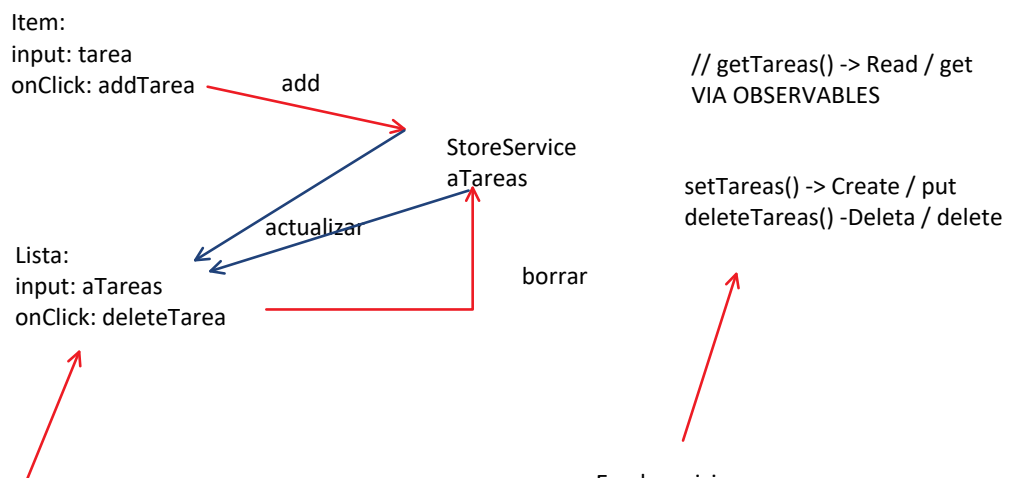 Item:
input: tarea
onClick: addTarea
add
// getTareas() -> Read / get
VIA OBSERVABLES
StoreService
aTareas
setTareas() -> Create / put
deleteTareas() -Deleta / delete
actualizar
Lista:
input: aTareas
onClick: deleteTarea
borrar